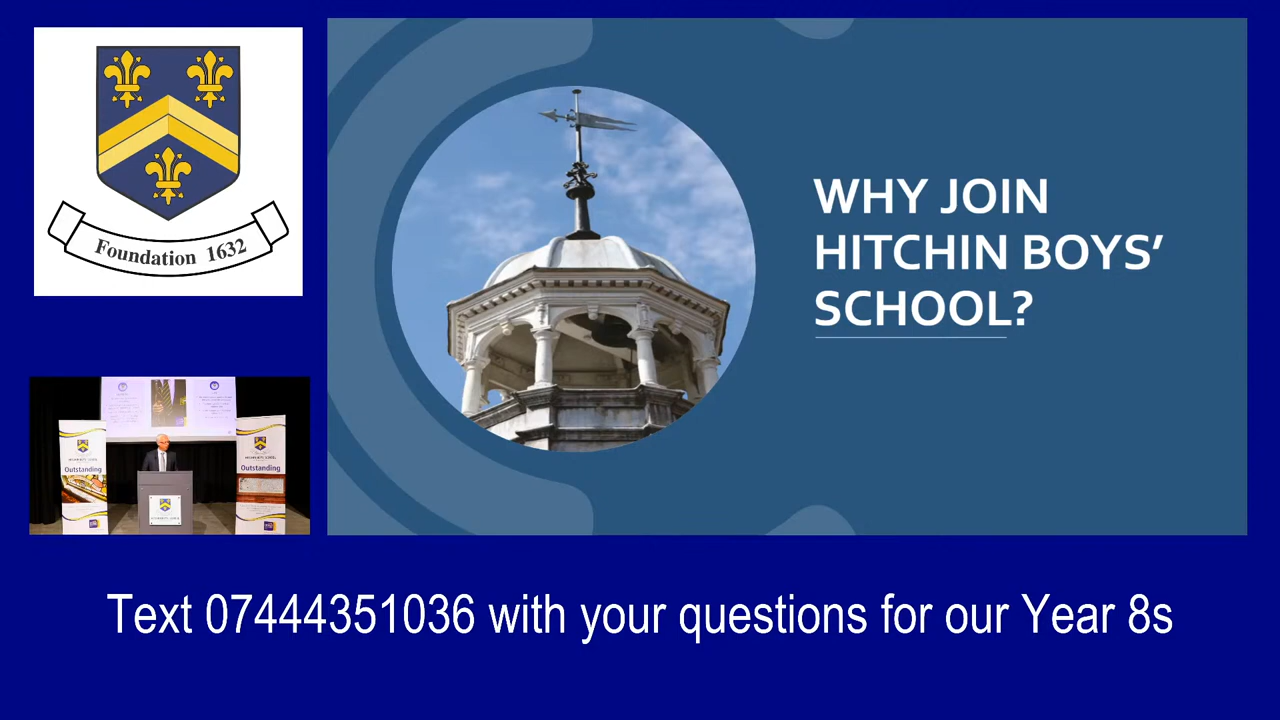 Foundation 1632
WHY JOIN
HITCHIN BOYS'
SCHOOL?
Outstanding
Outstanding
Text 07444351036 with your questions for our Year 8s